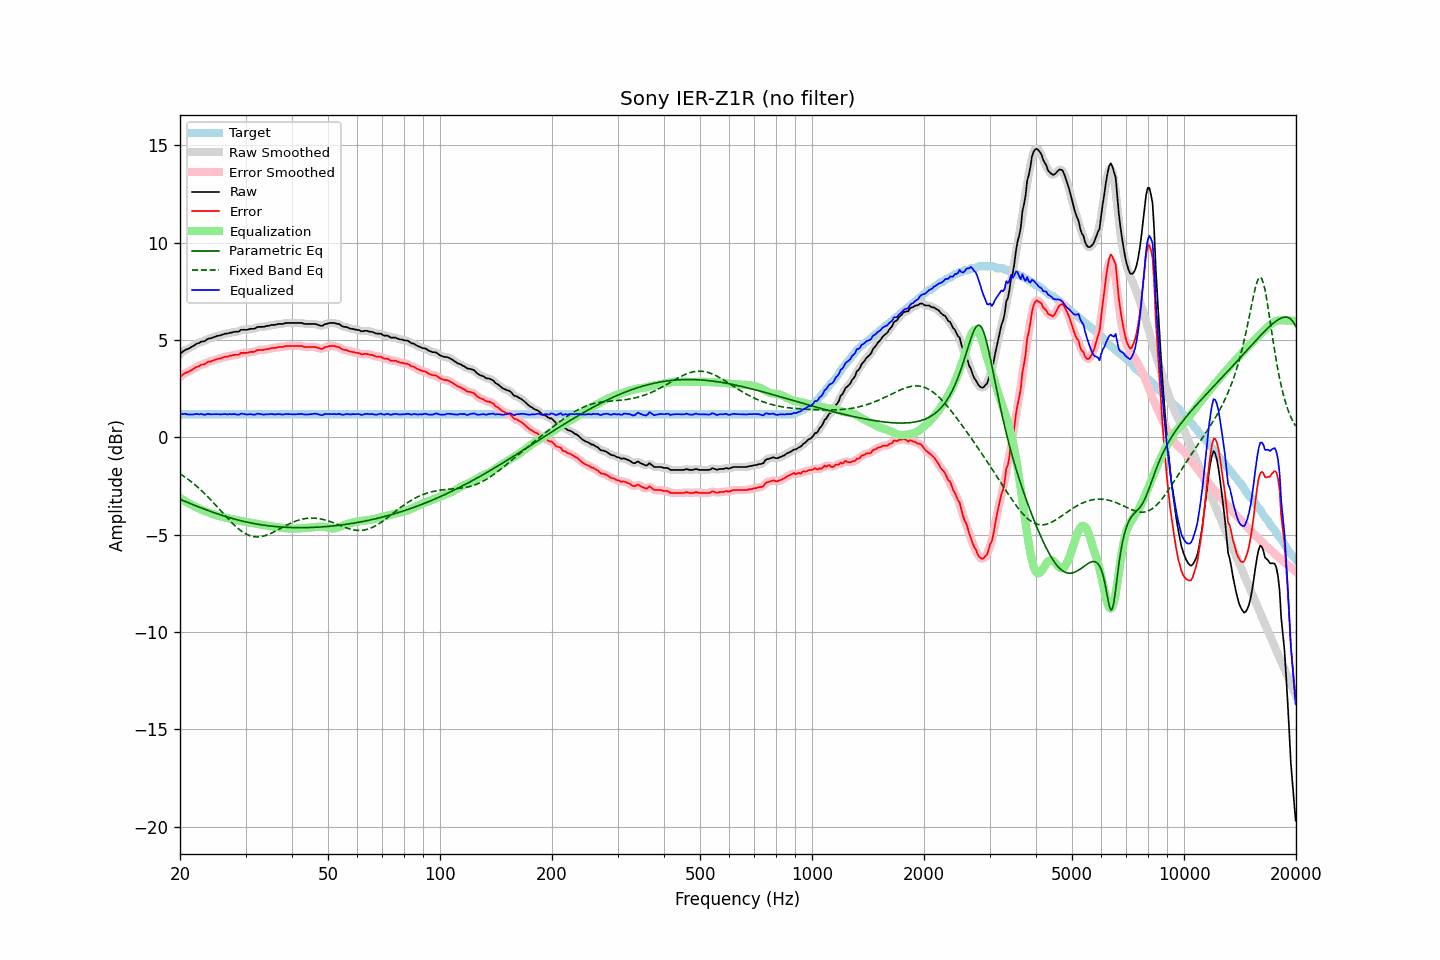 Sony IER-Z1R (no filter)
Target
Raw Smoothed
Error Smoothed
Raw
Error
Equalization
Parametric Eq
Fixed Band Eq
Equalized
Amplitude (dBr)
15
10
5
0
−5
−10
−15
−20
20 50 100 200 500 1000 2000 5000 10000 20000
Frequency (Hz)